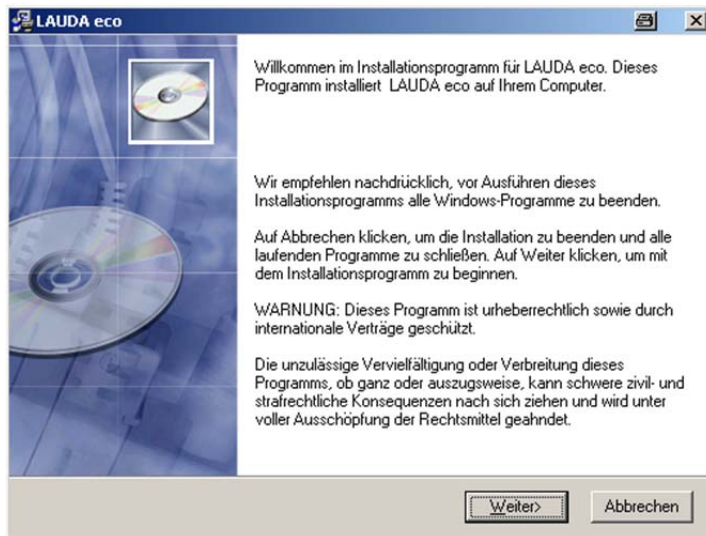 LAUDA eco
Willkommen im Installationsprogramm für LAUDA eco. Dieses
Programm installiert LAUDA eco auf Ihrem Computer.
Wir empfehlen nachdrücklich, vor Ausführen dieses
Installationsprogramms alle Windows-Programme zu beenden.
Auf Abbrechen klicken, um die Installation zu beenden und alle
laufenden Programme zu schließen. Auf Weiter klicken, um mit
dem Installationsprogramm zu beginnen.
WARNUNG: Dieses Programm ist urheberrechtlich sowie durch
internationale Verträge geschützt.
Die unzulässige Vervielfältigung oder Verbreitung dieses
Programms, ob ganz oder auszugsweise, kann schwere zivil- und
strafrechtliche Konsequenzen nach sich ziehen und wird unter
voller Ausschöpfung der Rechtsmittel geahndet.
Weiter> Abbrechen